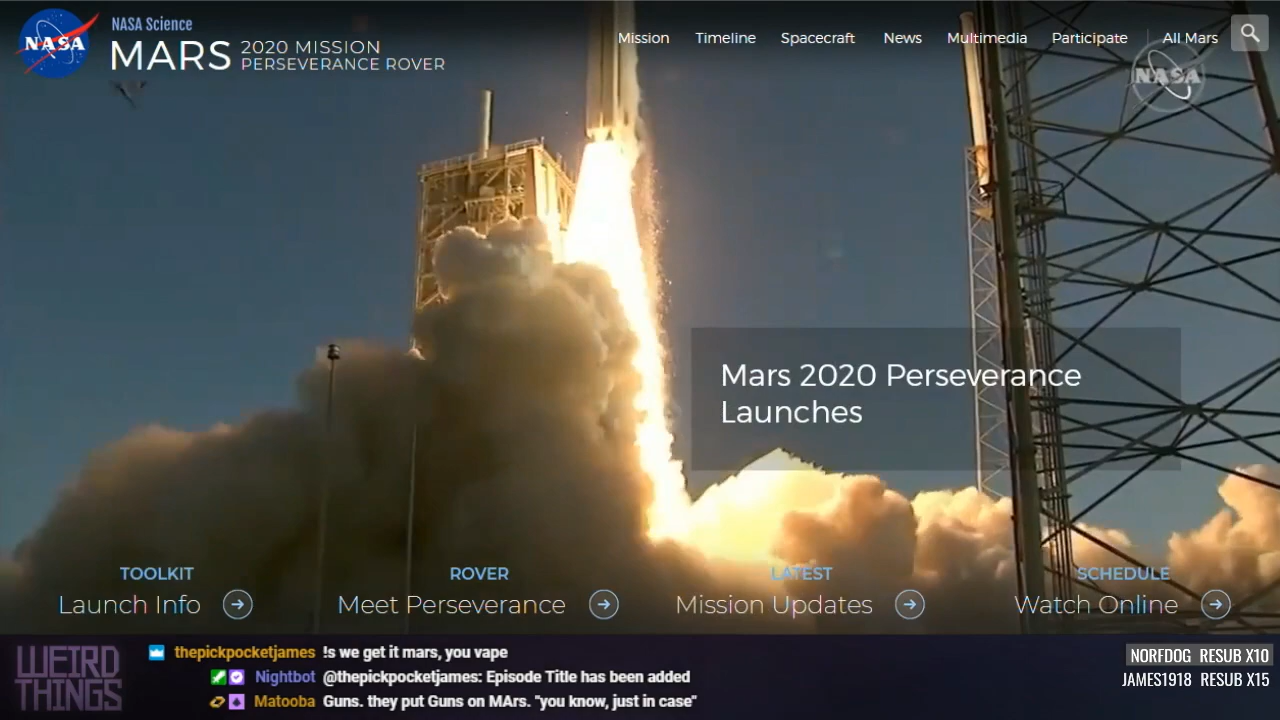 NASA
NASA Science
MARS 2020 MISSION
PERSEVERANCE ROVER
Mission Timeline Spacecraft News Multimedia Participate All Mars
NASA
Mars 2020 Perseverance
Launches
TOOLKIT
Launch Info
ROVER
Meet Perseverance
LATEST
Mission Updates
SCHEDULE
Watch Online
WEIRD
THINGS
thepickpocketjames !s we get it mars, you vape
Nightbot @thepickpocketjames: Episode Title has been added
Matooba Guns. they put Guns on MArs. "you know, just in case"
NORFDOG RESUB X10
JAMES1918 RESUB X15